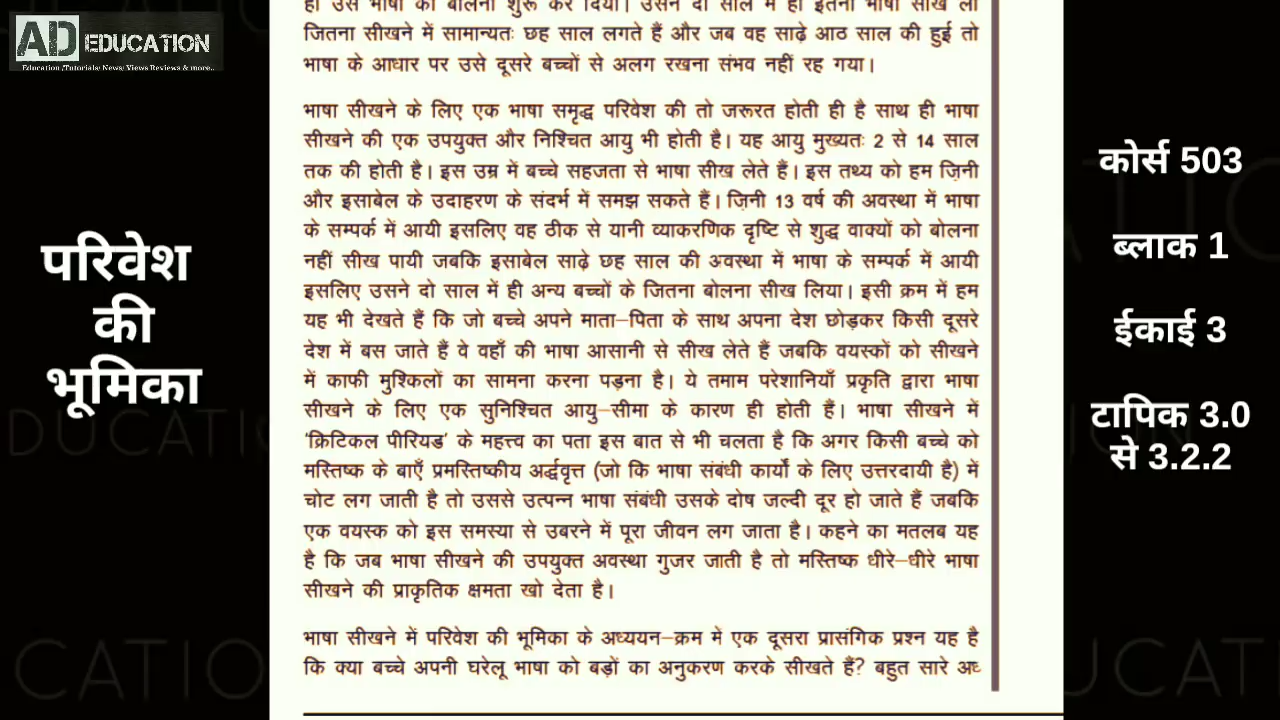 AD EDUCATION
Education /Tutorials/ News/ Views Reviews & more..
परिवेश
की
भूमिका
हो उसे भाषा को बोलना शुरू कर दिया। उसने दो साल में ही इतनी भाषा सीख ली
जितना सीखने में सामान्यतः छह साल लगते हैं और जब वह साढ़े आठ साल की हुई तो
भाषा के आधार पर उसे दूसरे बच्चों से अलग रखना संभव नहीं रह गया।
भाषा सीखने के लिए एक भाषा समृद्ध परिवेश की तो जरूरत होती ही है साथ ही भाषा
सीखने की एक उपयुक्त और निश्चित आयु भी होती है। यह आयु मुख्यतः 2 से 14 साल
तक की होती है। इस उम्र में बच्चे सहजता से भाषा सीख लेते हैं। इस तथ्य को हम ज़िनी
और इसाबेल के उदाहरण के संदर्भ में समझ सकते हैं। ज़िनी 13 वर्ष की अवस्था में भाषा
के सम्पर्क में आयी इसलिए वह ठीक से यानी व्याकरणिक दृष्टि से शुद्ध वाक्यों को बोलना
नहीं सीख पायी जबकि इसाबेल साढ़े छह साल की अवस्था में भाषा के सम्पर्क में आयी
इसलिए उसने दो साल में ही अन्य बच्चों के जितना बोलना सीख लिया। इसी क्रम में हम
यह भी देखते हैं कि जो बच्चे अपने माता–पिता के साथ अपना देश छोड़कर किसी दूसरे
देश में बस जाते हैं वे वहाँ की भाषा आसानी से सीख लेते हैं जबकि वयस्कों को सीखने
में काफी मुश्किलों का सामना करना पड़ना है। ये तमाम परेशानियाँ प्रकृति द्वारा भाषा
सीखने के लिए एक सुनिश्चित आयु–सीमा के कारण ही होती हैं। भाषा सीखने में
'क्रिटिकल पीरियड' के महत्त्व का पता इस बात से भी चलता है कि अगर किसी बच्चे को
मस्तिष्क के बाएँ प्रमस्तिष्कीय अर्द्धवृत्त (जो कि भाषा संबंधी कार्यों के लिए उत्तरदायी है) में
चोट लग जाती है तो उससे उत्पन्न भाषा संबंधी उसके दोष जल्दी दूर हो जाते हैं जबकि
एक वयस्क को इस समस्या से उबरने में पूरा जीवन लग जाता है। कहने का मतलब यह
है कि जब भाषा सीखने की उपयुक्त अवस्था गुजर जाती है तो मस्तिष्क धीरे–धीरे भाषा
सीखने की प्राकृतिक क्षमता खो देता है।
भाषा सीखने में परिवेश की भूमिका के अध्ययन–क्रम में एक दूसरा प्रासंगिक प्रश्न यह है
कि क्या बच्चे अपनी घरेलू भाषा को बड़ों का अनुकरण करके सीखते हैं? बहुत सारे
कोर्स 503
ब्लाक 1
ईकाई 3
टापिक 3.0
से 3.2.2